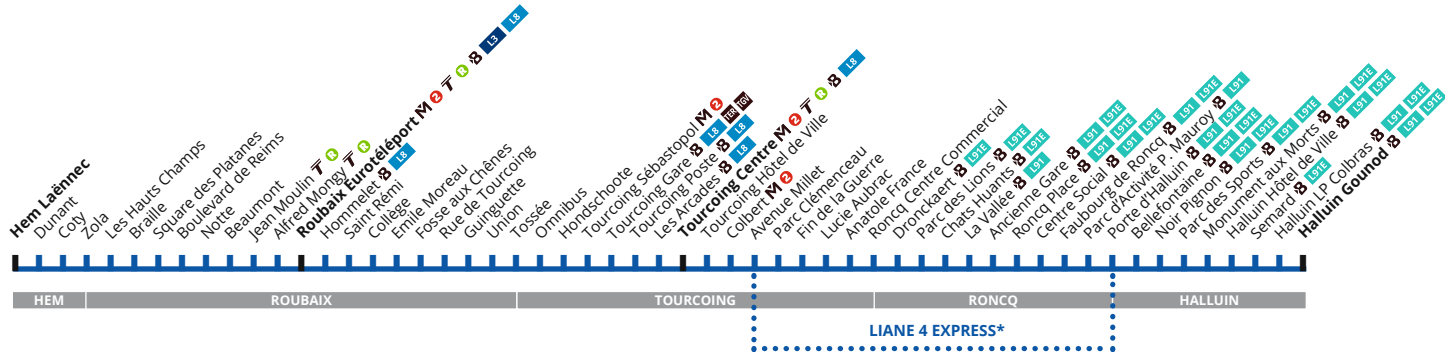 Hem Laënnec
Dunant
Coty
Zola
Les Hauts Champs
Braille
Square des Platanes
Boulevard de Reims
Notte
Beaumont
Jean Moulin T R
Alfred Mongy T R
Roubaix Eurotéléport M 2 T R L3 L8
Hommelet L8
Saint Rémi
Collège
Emile Moreau
Fosse aux Chênes
Rue de Tourcoing
Guinguette
Union
Tossée
Omnibus
Hondschoote
Tourcoing Sébastopol M 2
Tourcoing Gare L8 TER TGV
Tourcoing Poste L8
Les Arcades L8
Tourcoing Centre M 2 T R L8
Tourcoing Hôtel de Ville
Colbert M 2
Avenue Millet
Parc Clémenceau
Fin de la Guerre
Lucie Aubrac
Anatole France
Roncq Centre Commercial
Dronckaert L91E
Parc des Lions L91E
Chats Huants L91E
La Vallée L91
Ancienne Gare L91 L91E
Roncq Place L91 L91E
Centre Social L91 L91E
Faubourg de Roncq L91 L91E
Parc d'Activité P. Mauroy L91
Porte d'Halluin L91 L91E
Bellefontaine L91 L91E
Noir Pignon L91 L91E
Parc des Sports L91 L91E
Monument aux Morts L91 L91E
Halluin Hôtel de Ville L91 L91E
Semard L91E
Halluin LP Colbras L91 L91E
Halluin Gounod L91 L91E
HEM
ROUBAIX
TOURCOING
RONCQ
HALLUIN
LIANE 4 EXPRESS*